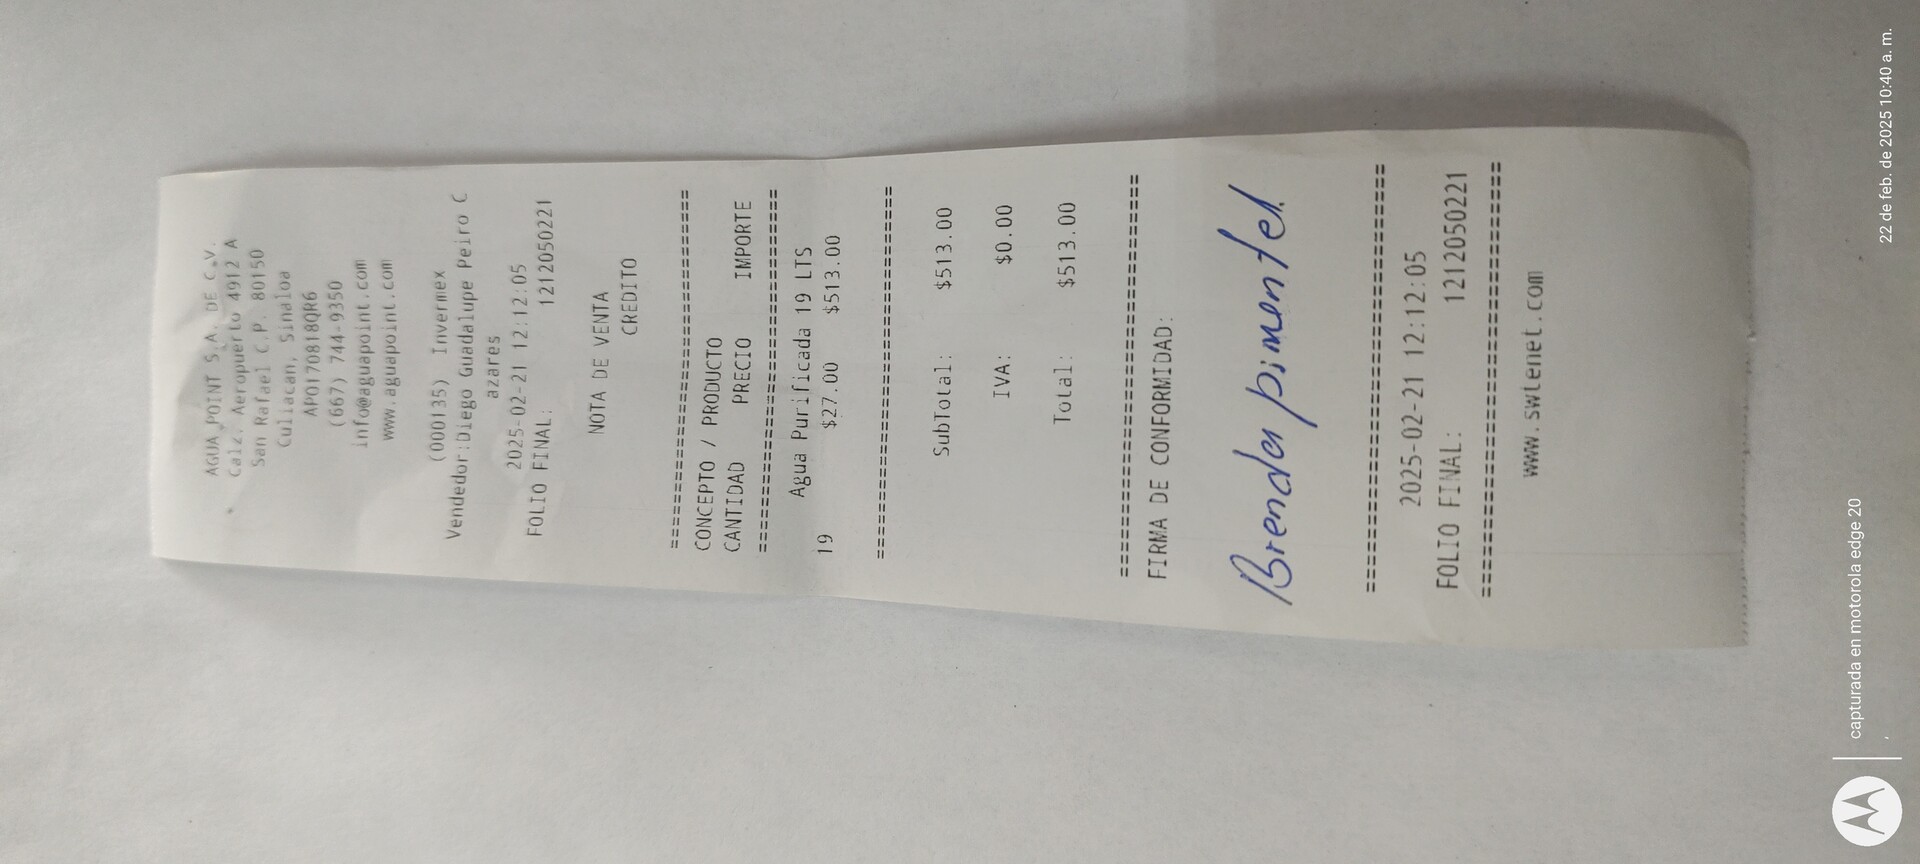 AGUA POINT S.A. DE C.V.
Calz. Aeropuerto 4912 A
San Rafael C.P. 80150
Culiacan, Sinaloa
APO170818QR6
(667) 744-9350
info@aguapoint.com
www.aguapoint.com
(000135) Invermex
Vendedor:Diego Guadalupe Peiro C
azares
2025-02-21 12:12:05
FOLIO FINAL: 1212050221
NOTA DE VENTA
CREDITO
================================
CONCEPTO / PRODUCTO
CANTIDAD PRECIO IMPORTE
================================
Agua Purificada 19 LTS
19 $27.00 $513.00
================================
SubTotal: $513.00
IVA: $0.00
Total: $513.00
================================
FIRMA DE CONFORMIDAD:
Brenda pimentel.
================================
2025-02-21 12:12:05
FOLIO FINAL: 1212050221
================================
www.swtenet.com
capturada en motorola edge 20
22 de feb. de 2025 10:40 a. m.